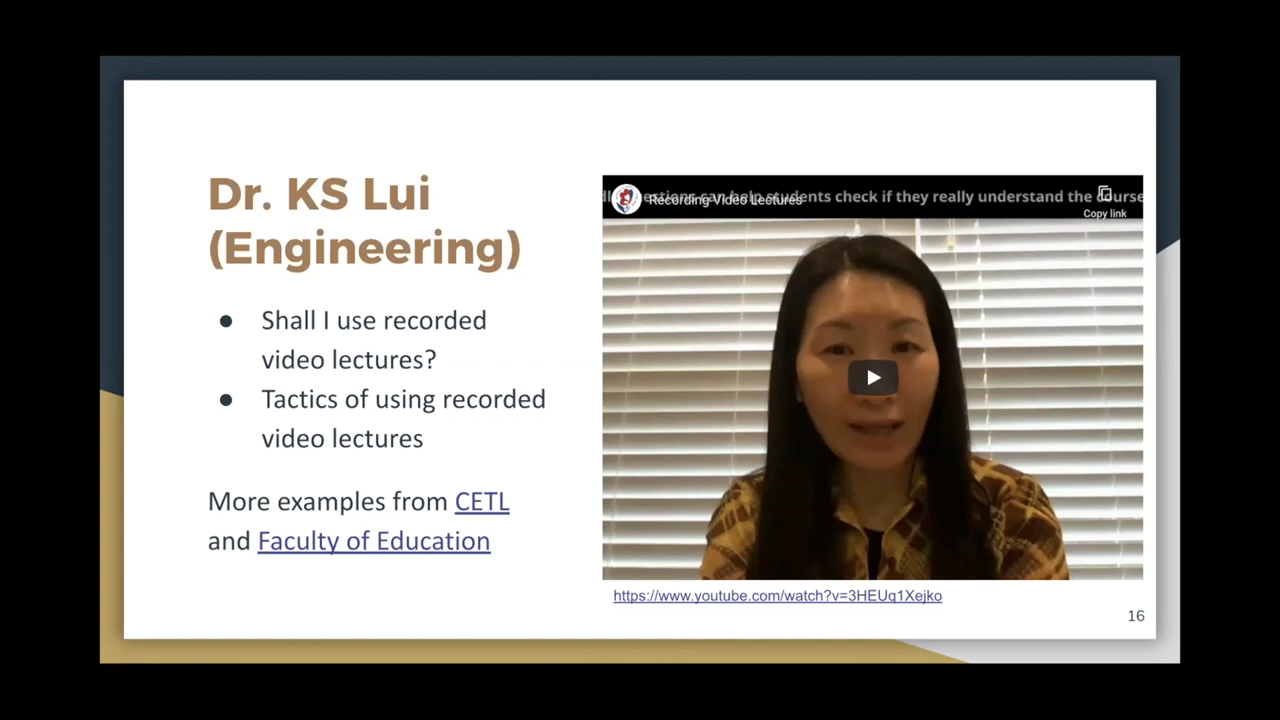 Dr. KS Lui
(Engineering)
● Shall I use recorded
video lectures?
● Tactics of using recorded
video lectures
More examples from CETL
and Faculty of Education
can help students check if they really understand the course
Recording Video Lectures
Copy link
https://www.youtube.com/watch?v=3HEUq1Xejko
16